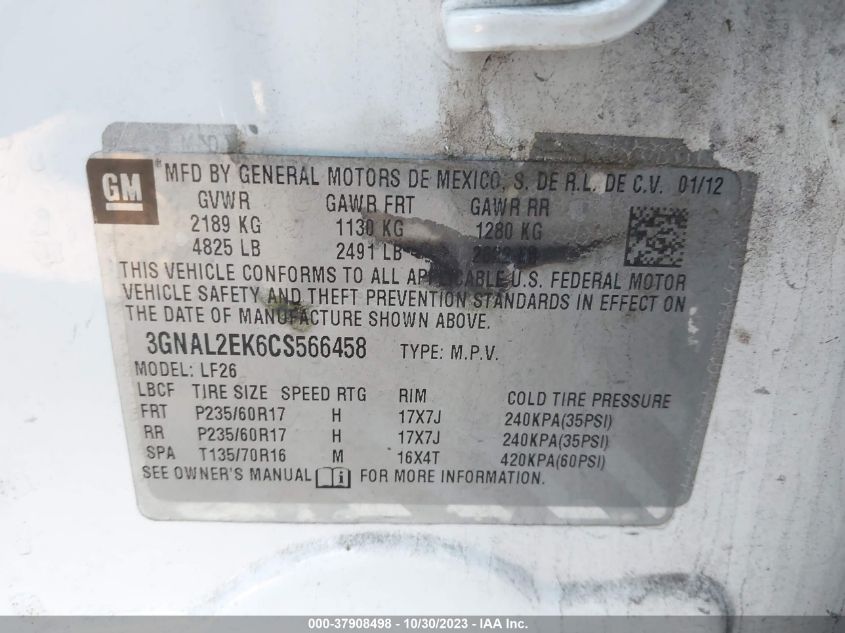 GM
MFD BY GENERAL MOTORS DE MEXICO, S. DE R.L. DE C.V. 01/12
GVWR GAWR FRT GAWR RR
2189 KG 1130 KG 1280 KG
4825 LB 2491 LB LB
THIS VEHICLE CONFORMS TO ALL APPLICABLE U.S. FEDERAL MOTOR
VEHICLE SAFETY AND THEFT PREVENTION STANDARDS IN EFFECT ON
THE DATE OF MANUFACTURE SHOWN ABOVE.
3GNAL2EK6CS566458 TYPE: M.P.V.
MODEL: LF26
LBCF TIRE SIZE SPEED RTG RIM COLD TIRE PRESSURE
FRT P235/60R17 H 17X7J 240KPA(35PSI)
RR P235/60R17 H 17X7J 240KPA(35PSI)
SPA T135/70R16 M 16X4T 420KPA(60PSI)
SEE OWNER'S MANUAL i FOR MORE INFORMATION.
000-37908498 - 10/30/2023 - IAA Inc.